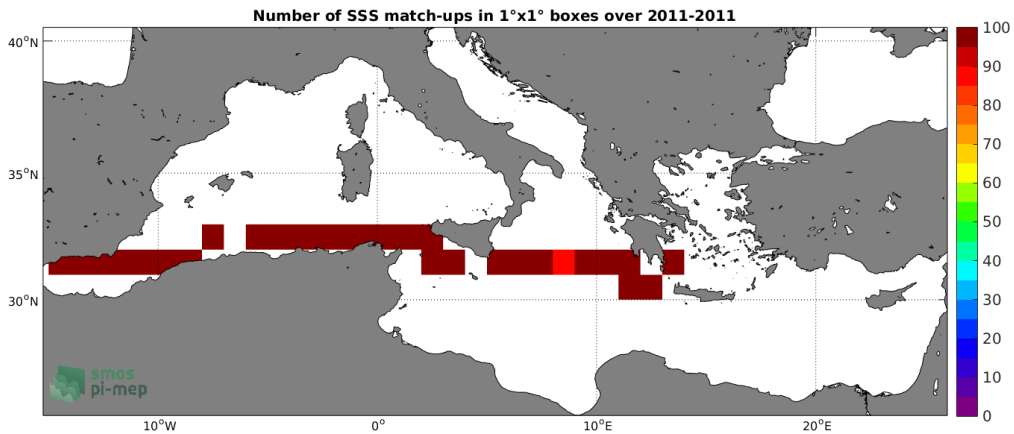 Number of SSS match-ups in 1°x1° boxes over 2011-2011
40°N
35°N
30°N
10°W
0°
10°E
20°E
100
90
80
70
60
50
40
30
20
10
0
smos
pi-mep